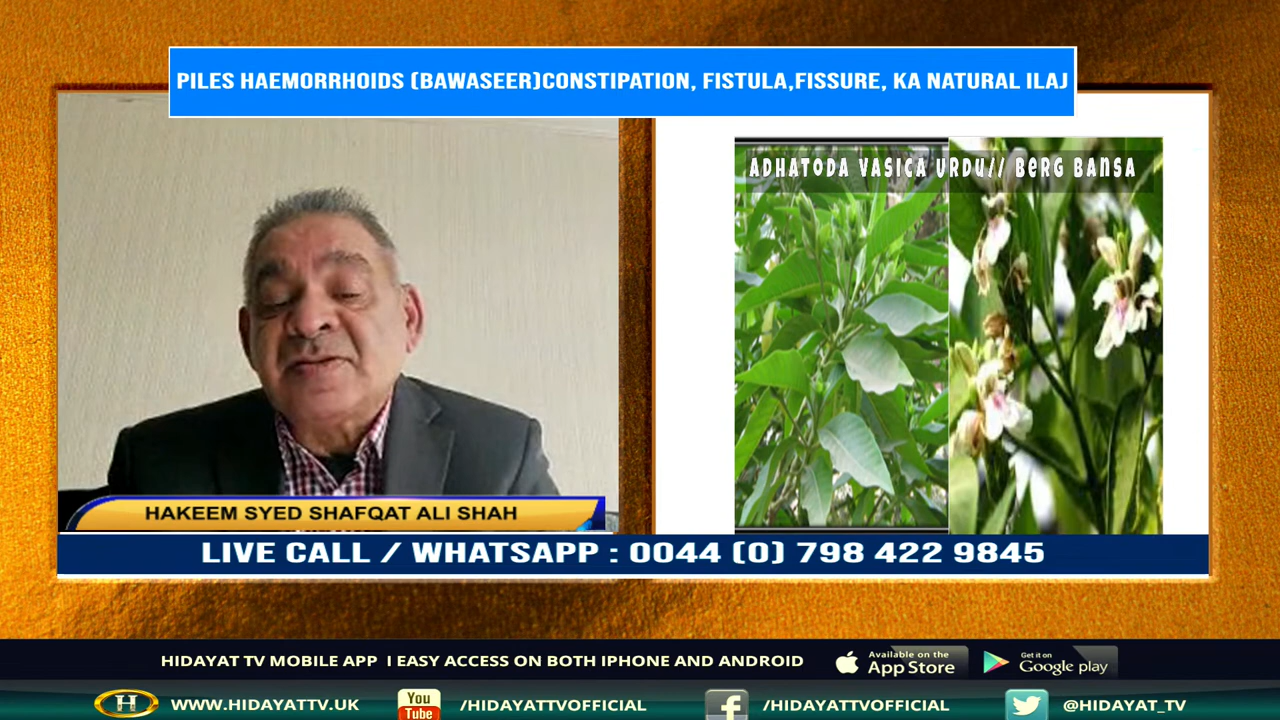 PILES HAEMORRHOIDS (BAWASEER)CONSTIPATION, FISTULA,FISSURE, KA NATURAL ILAJ
ADHATODA VASICA URDU// BERG BANSA
HAKEEM SYED SHAFQAT ALI SHAH
LIVE CALL / WHATSAPP : 0044 (0) 798 422 9845
HIDAYAT TV MOBILE APP I EASY ACCESS ON BOTH IPHONE AND ANDROID
Available on the
App Store
Get it on
Google play
H
WWW.HIDAYATTV.UK
You
Tube
/HIDAYATTVOFFICIAL
f
/HIDAYATTVOFFICIAL
@HIDAYAT_TV